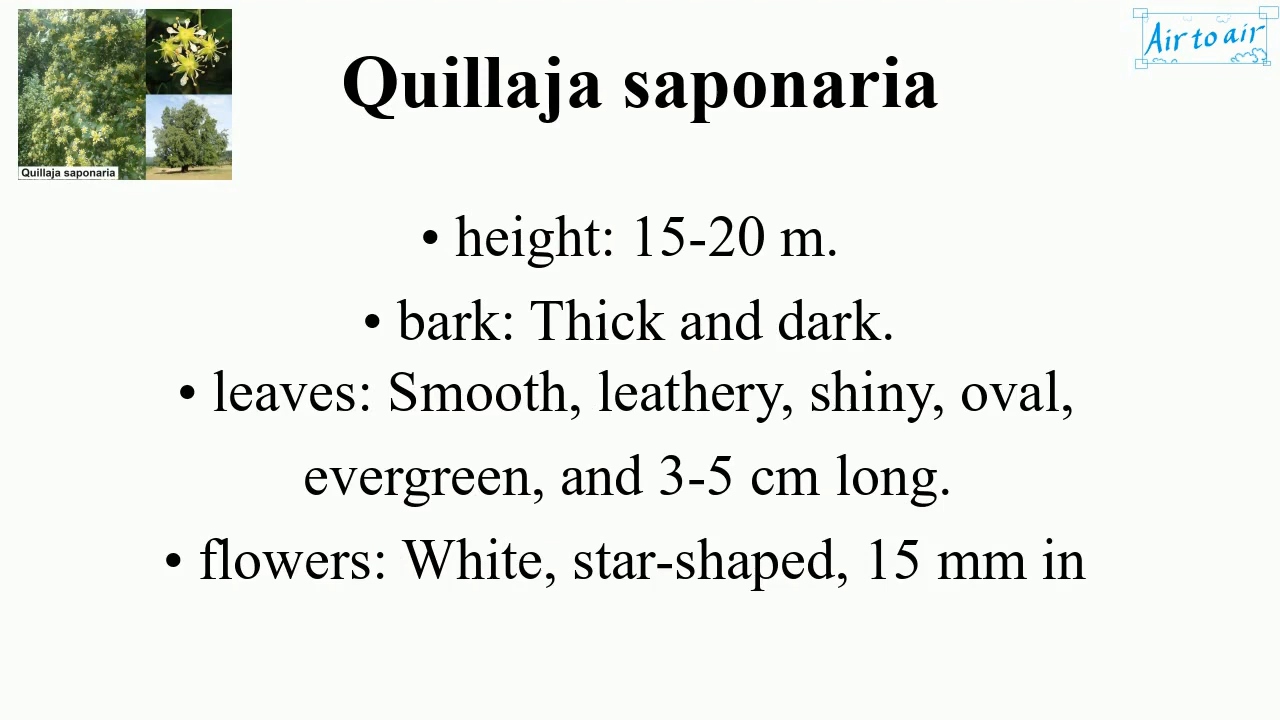 Quillaja saponaria
Air to air
Quillaja saponaria
• height: 15-20 m.
• bark: Thick and dark.
• leaves: Smooth, leathery, shiny, oval,
evergreen, and 3-5 cm long.
• flowers: White, star-shaped, 15 mm in